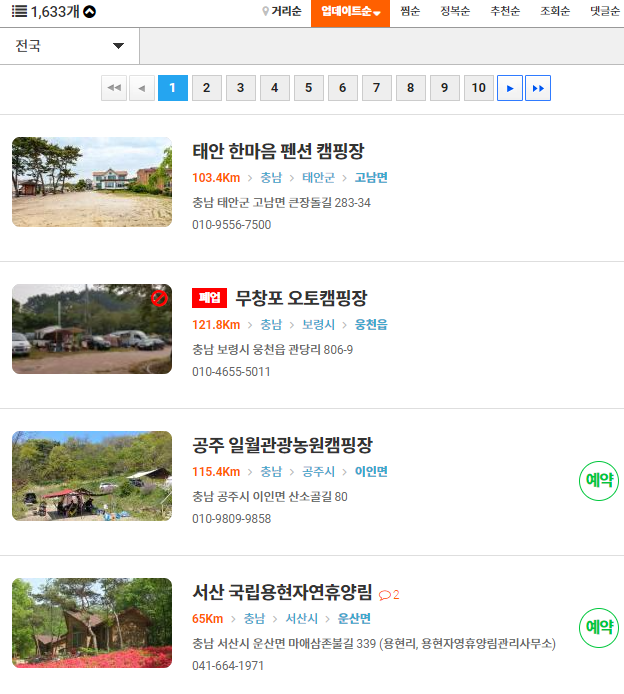 1,633개
거리순 업데이트순 찜순 정복순 추천순 조회순 댓글순
전국
1 2 3 4 5 6 7 8 9 10
태안 한마음 펜션 캠핑장
103.4Km > 충남 > 태안군 > 고남면
충남 태안군 고남면 큰장돌길 283-34
010-9556-7500
폐업 무창포 오토캠핑장
121.8Km > 충남 > 보령시 > 웅천읍
충남 보령시 웅천읍 관당리 806-9
010-4655-5011
공주 일월관광농원캠핑장
115.4Km > 충남 > 공주시 > 이인면
충남 공주시 이인면 산소골길 80
010-9809-9858
예약
서산 국립용현자연휴양림 2
65Km > 충남 > 서산시 > 운산면
충남 서산시 운산면 마애삼존불길 339 (용현리, 용현자영휴양림관리사무소)
041-664-1971
예약